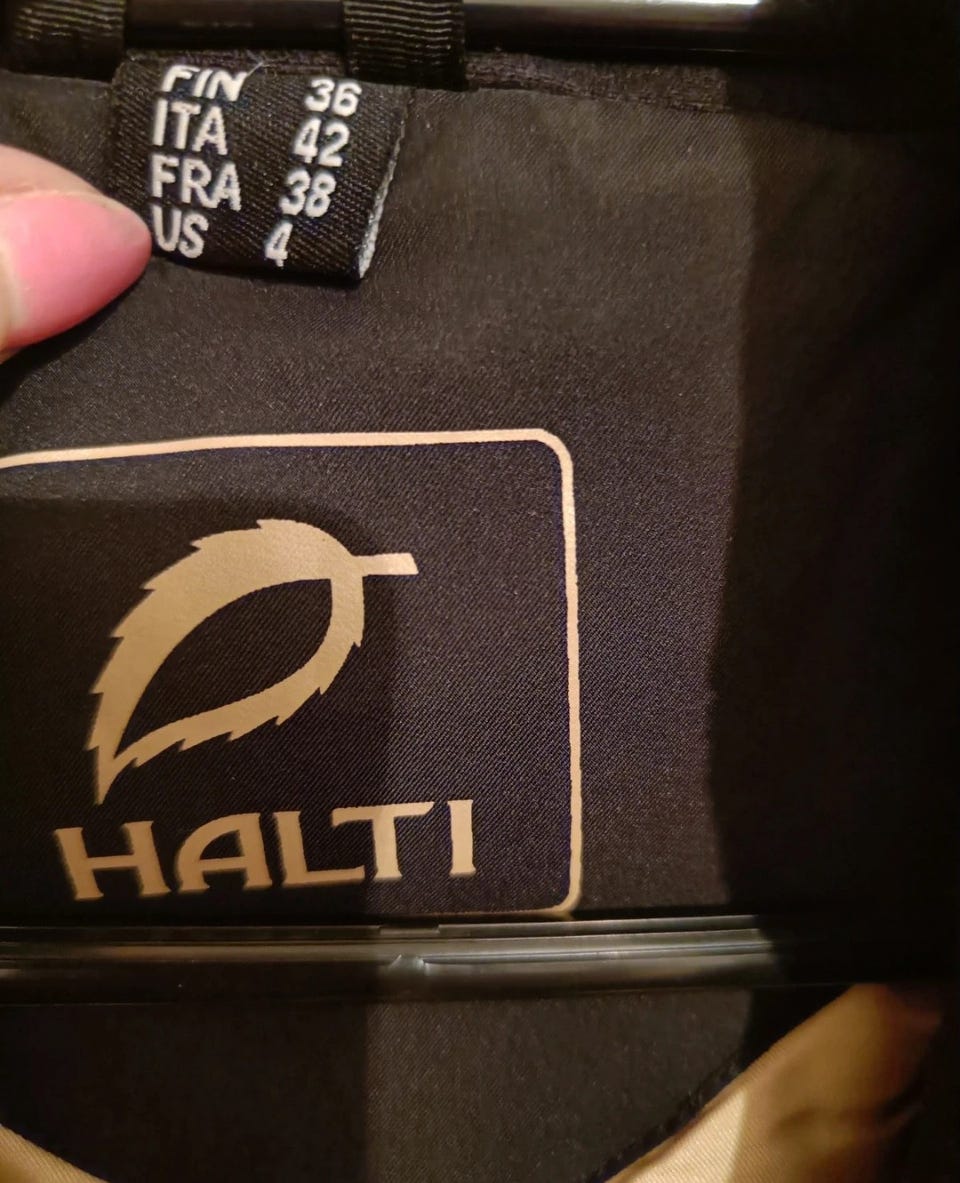 FIN 36
ITA 42
FRA 38
US 4
HALTI